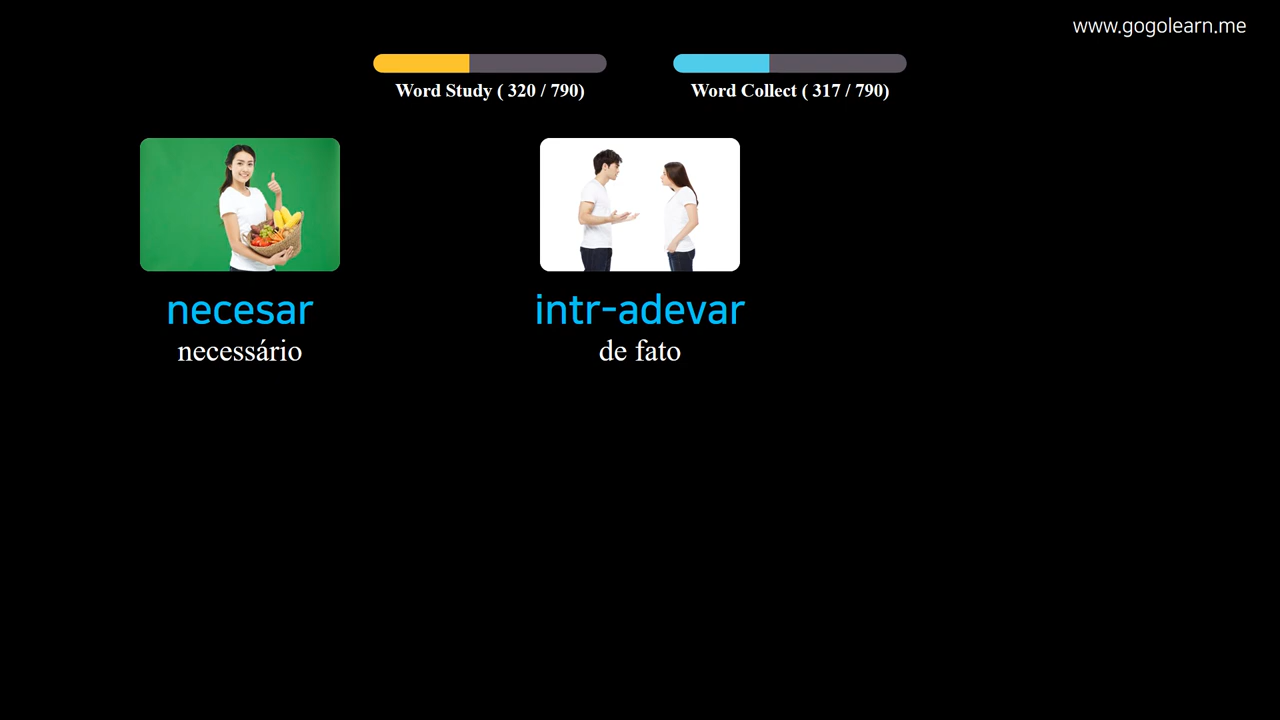 www.gogolearn.me
Word Study ( 320 / 790)
Word Collect ( 317 / 790)
necesar
necessário
intr-adevar
de fato